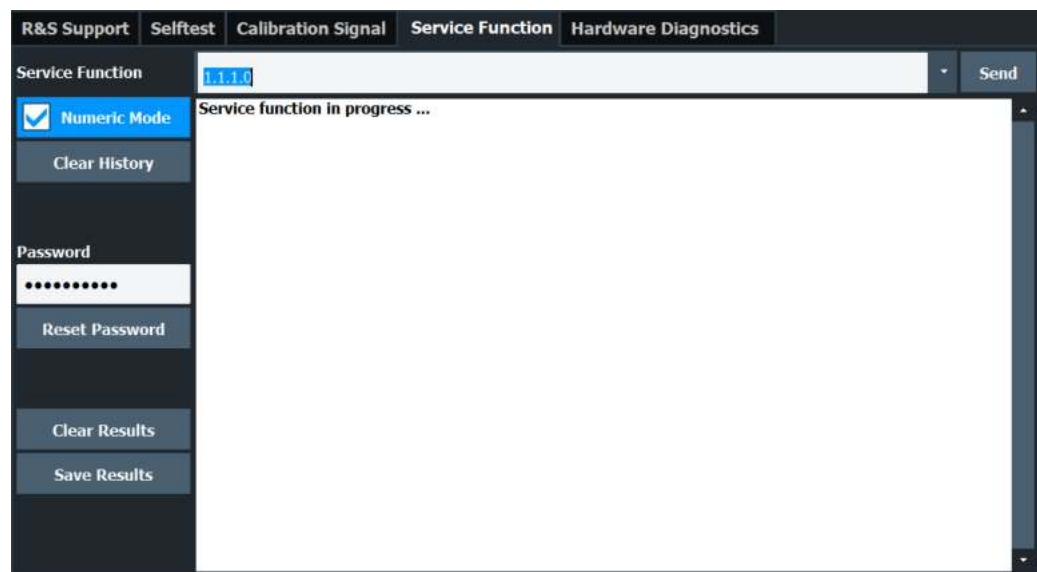 R&S Support Selftest Calibration Signal Service Function Hardware Diagnostics
Service Function 1.1.1.0 Send
Numeric Mode
Service function in progress ...
Clear History
Password
••••••••••
Reset Password
Clear Results
Save Results